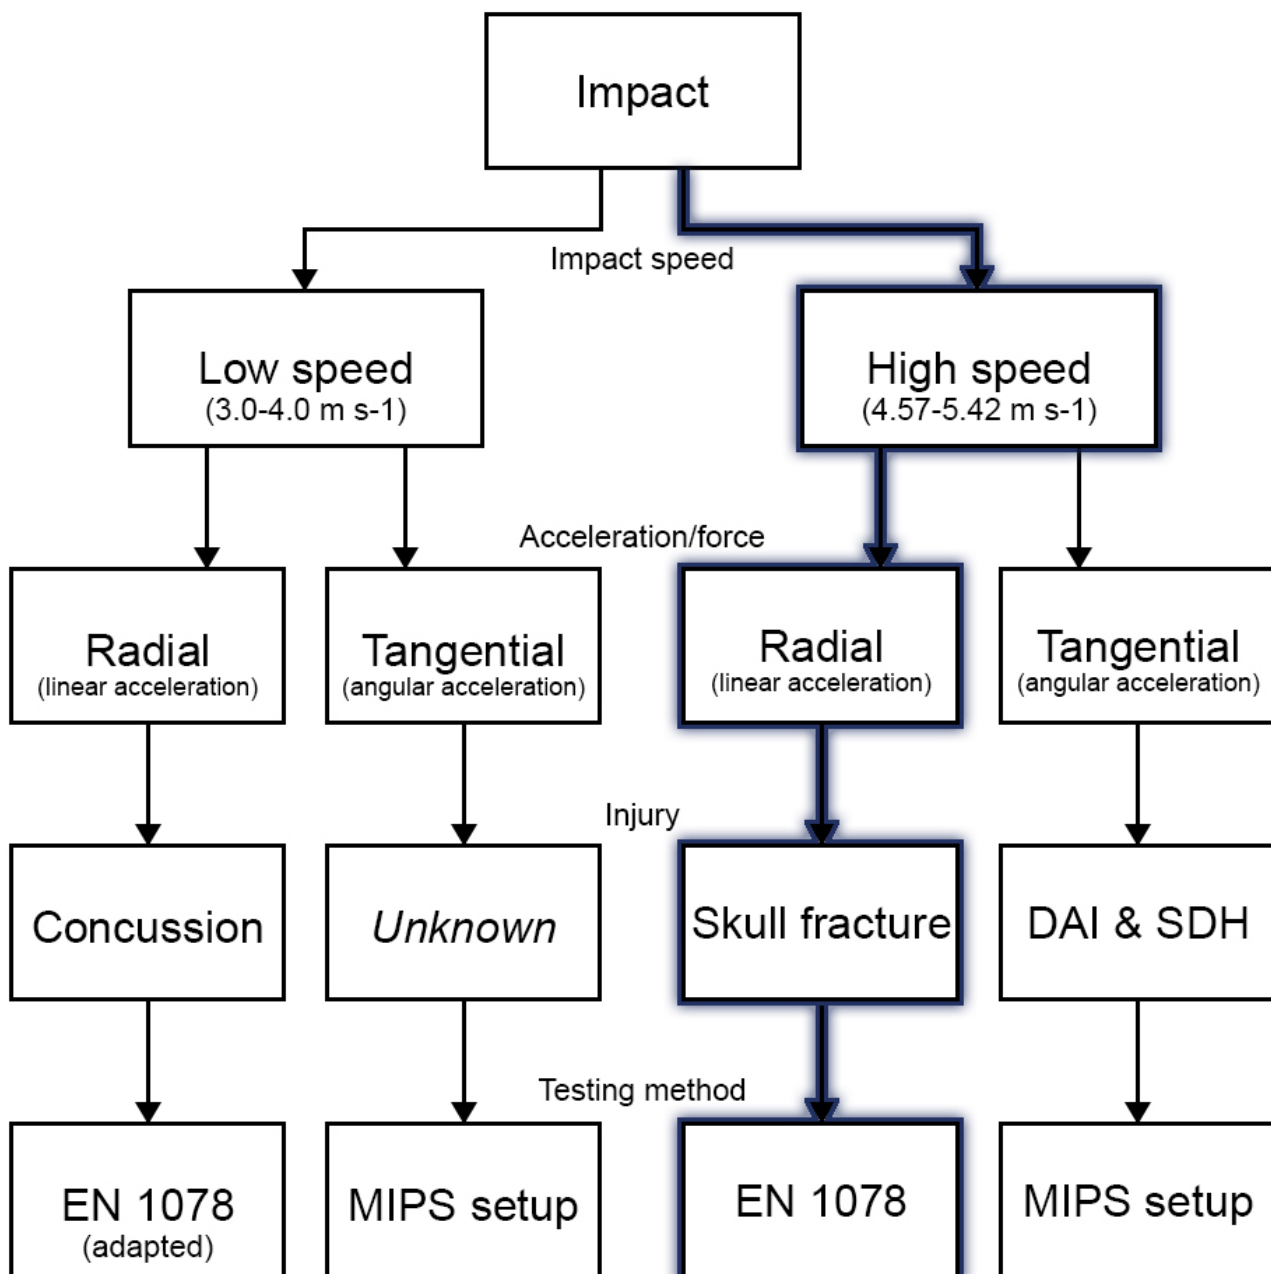 Impact
Impact speed
Low speed
(3.0-4.0 m s-1)
High speed
(4.57-5.42 m s-1)
Acceleration/force
Radial
(linear acceleration)
Tangential
(angular acceleration)
Radial
(linear acceleration)
Tangential
(angular acceleration)
Injury
Concussion
Unknown
Skull fracture
DAI & SDH
Testing method
EN 1078
(adapted)
MIPS setup
EN 1078
MIPS setup